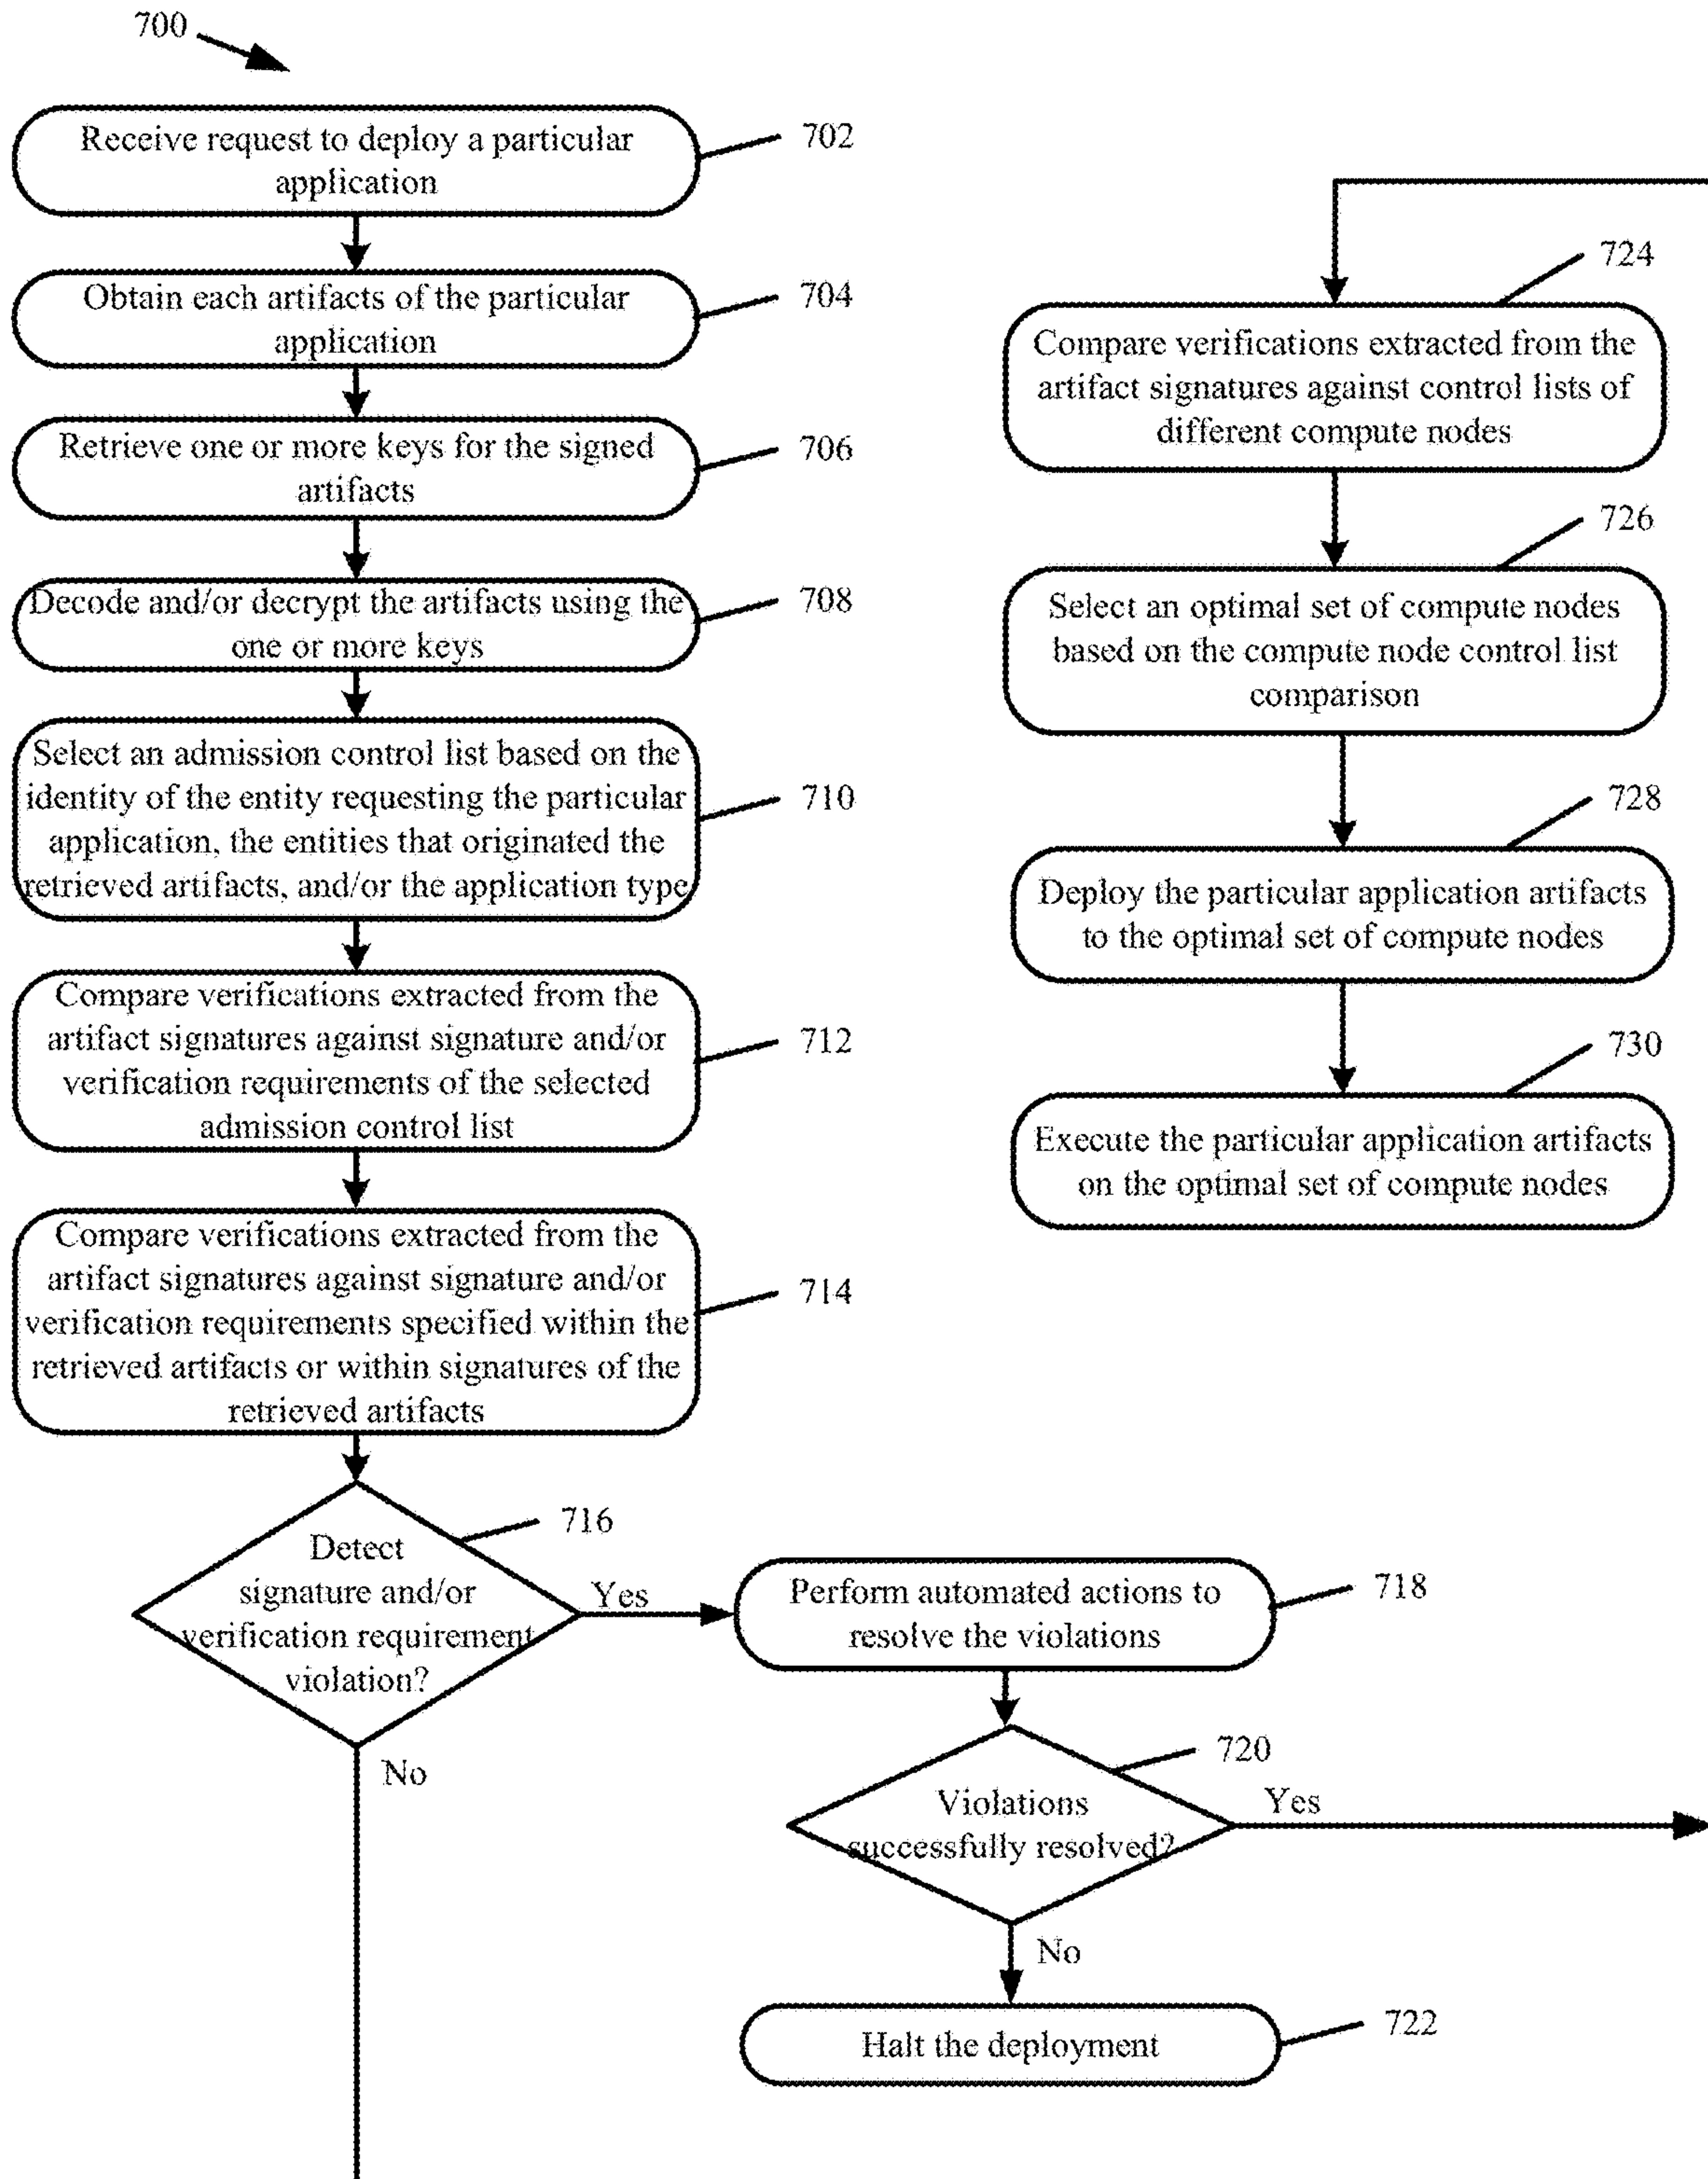 700
Receive request to deploy a particular
application
702
Obtain each artifacts of the particular
application
704
Retrieve one or more keys for the signed
artifacts
706
Decode and/or decrypt the artifacts using the
one or more keys
708
Select an admission control list based on the
identity of the entity requesting the particular
application, the entities that originated the
retrieved artifacts, and/or the application type
710
Compare verifications extracted from the
artifact signatures against signature and/or
verification requirements of the selected
admission control list
712
Compare verifications extracted from the
artifact signatures against signature and/or
verification requirements specified within the
retrieved artifacts or within signatures of the
retrieved artifacts
714
Detect
signature and/or
verification requirement
violation?
716
Yes
No
Perform automated actions to
resolve the violations
718
Violations
successfully resolved?
720
Yes
No
Halt the deployment
722
724
Compare verifications extracted from the
artifact signatures against control lists of
different compute nodes
726
Select an optimal set of compute nodes
based on the compute node control list
comparison
728
Deploy the particular application artifacts
to the optimal set of compute nodes
730
Execute the particular application artifacts
on the optimal set of compute nodes